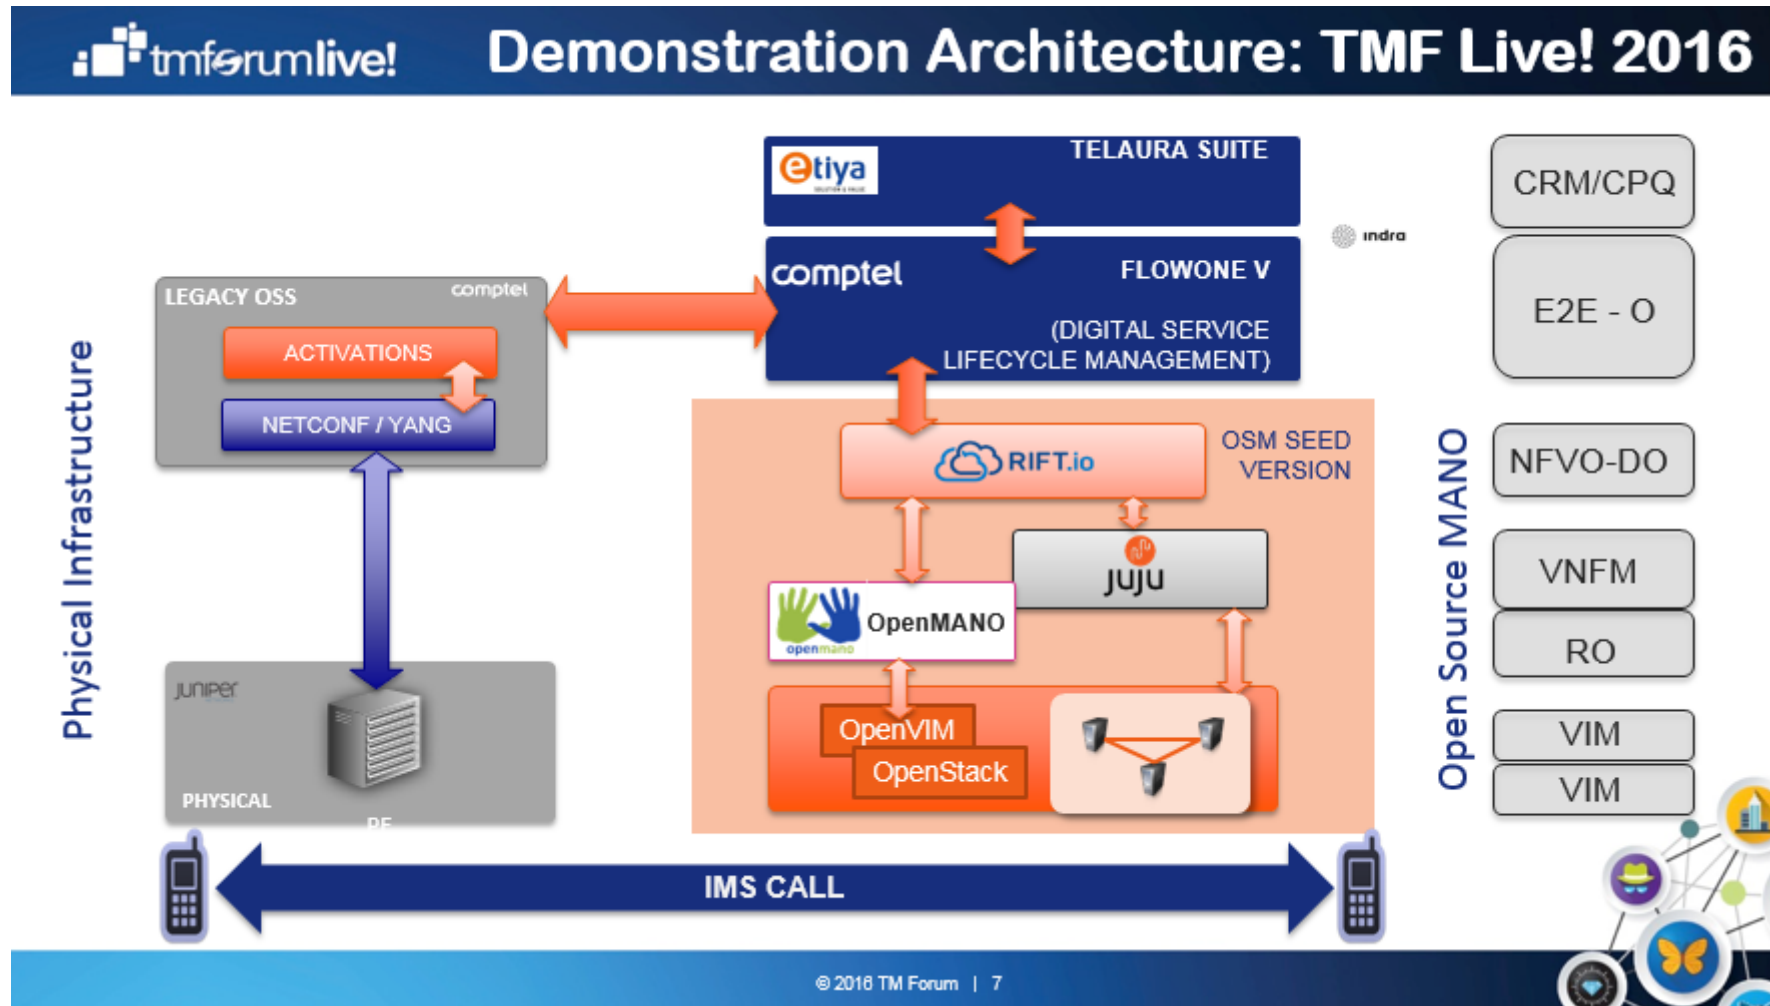 tmforumlive!
Demonstration Architecture: TMF Live! 2016
etiya
TELAURA SUITE
CRM/CPQ
indra
comptel
FLOWONE V
(DIGITAL SERVICE
LIFECYCLE MANAGEMENT)
E2E - O
LEGACY OSS
comptel
ACTIVATIONS
NETCONF / YANG
Physical Infrastructure
RIFT.io
OSM SEED
VERSION
Open Source MANO
NFVO-DO
JUJU
VNFM
OpenMANO
openmano
RO
JUNIPEr
OpenVIM
OpenStack
VIM
VIM
PHYSICAL
IMS CALL
© 2016 TM Forum | 7